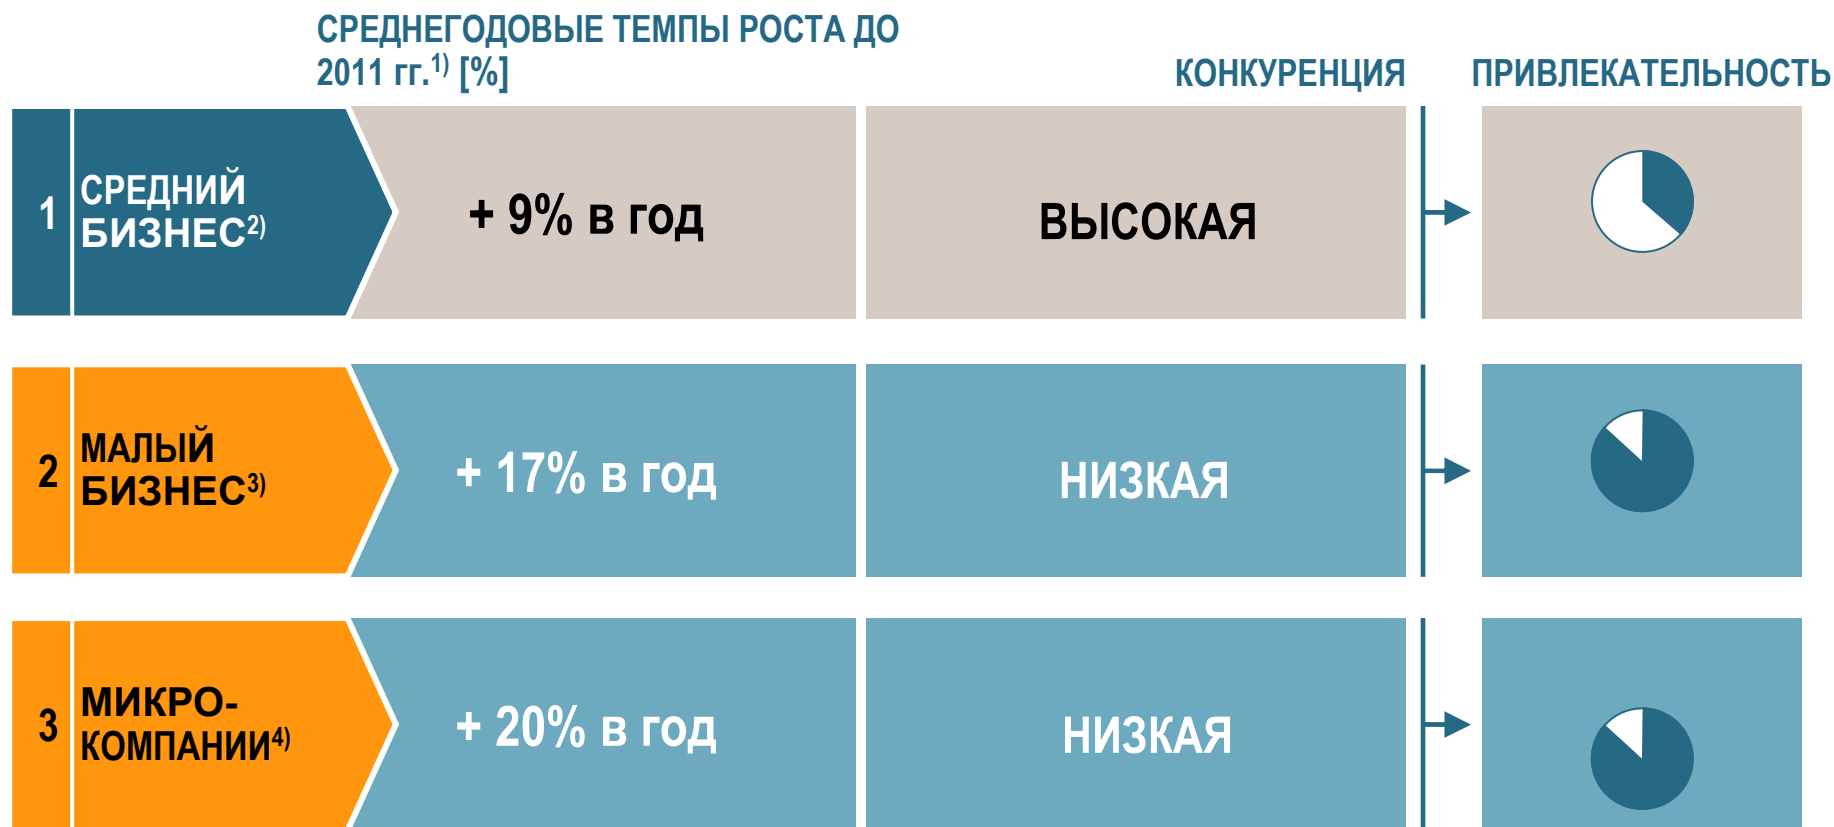 СРЕДНЕГОДОВЫЕ ТЕМПЫ РОСТА ДО
2011 гг.1) [%]
КОНКУРЕНЦИЯ
ПРИВЛЕКАТЕЛЬНОСТЬ
1
СРЕДНИЙ
БИЗНЕС2)
+ 9% в год
ВЫСОКАЯ
2
МАЛЫЙ
БИЗНЕС3)
+ 17% в год
НИЗКАЯ
3
МИКРО-
КОМПАНИИ4)
+ 20% в год
НИЗКАЯ